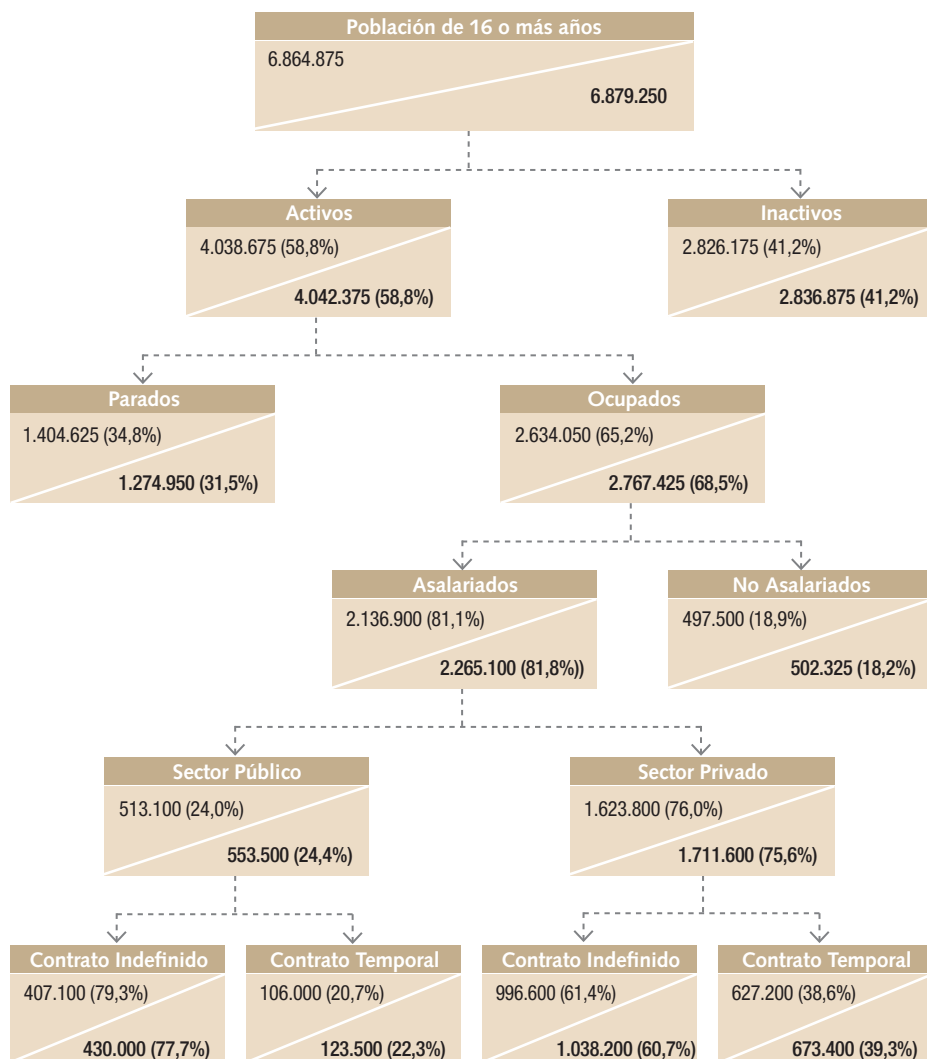 Población de 16 o más años
6.864.875
6.879.250
Activos
4.038.675 (58,8%)
4.042.375 (58,8%)
Inactivos
2.826.175 (41,2%)
2.836.875 (41,2%)
Parados
1.404.625 (34,8%)
1.274.950 (31,5%)
Ocupados
2.634.050 (65,2%)
2.767.425 (68,5%)
Asalariados
2.136.900 (81,1%)
2.265.100 (81,8%))
No Asalariados
497.500 (18,9%)
502.325 (18,2%)
Sector Público
513.100 (24,0%)
553.500 (24,4%)
Sector Privado
1.623.800 (76,0%)
1.711.600 (75,6%)
Contrato Indefinido
407.100 (79,3%)
430.000 (77,7%)
Contrato Temporal
106.000 (20,7%)
123.500 (22,3%)
Contrato Indefinido
996.600 (61,4%)
1.038.200 (60,7%)
Contrato Temporal
627.200 (38,6%)
673.400 (39,3%)